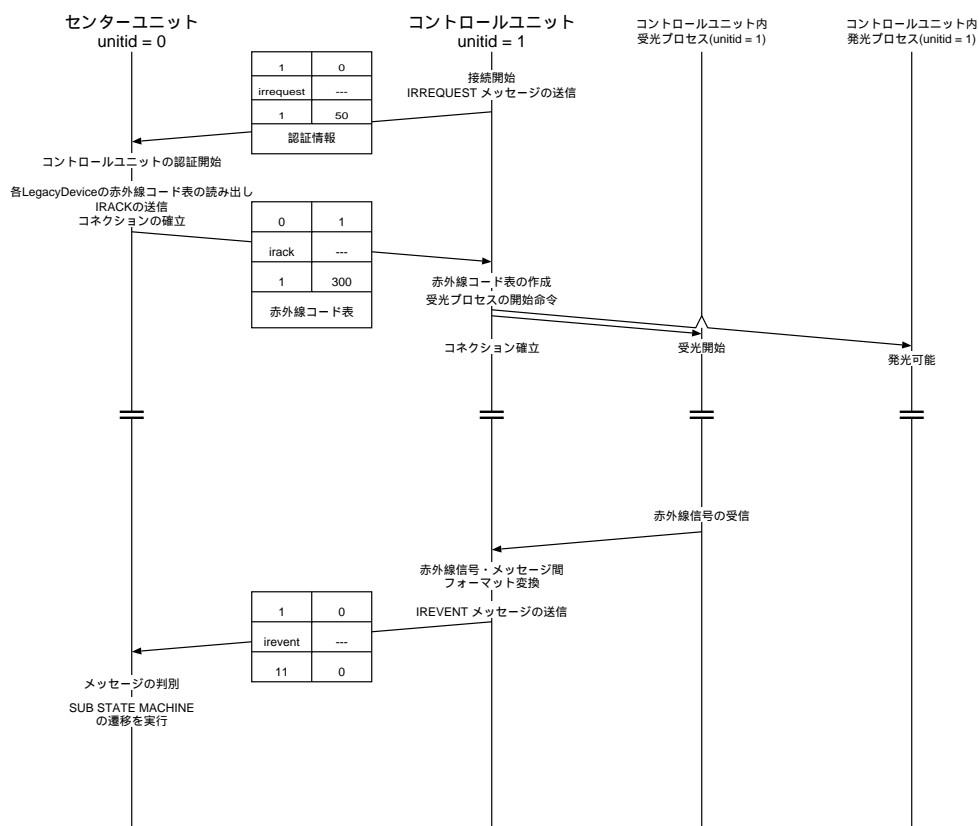 センターユニット
unitid = 0
コントロールユニット
unitid = 1
コントロールユニット内
受光プロセス(unitid = 1)
コントロールユニット内
発光プロセス(unitid = 1)
1 0
irrequest ---
1 50
認証情報
接続開始
IRREQUEST メッセージの送信
コントロールユニットの認証開始
各LegacyDeviceの赤外線コード表の読み出し
IRACKの送信
コネクションの確立
0 1
irack ---
1 300
赤外線コード表
赤外線コード表の作成
受光プロセスの開始命令
コネクション確立
受光開始
発光可能
赤外線信号の受信
赤外線信号・メッセージ間
フォーマット変換
IREVENT メッセージの送信
1 0
irevent ---
11 0
メッセージの判別
SUB STATE MACHINE
の遷移を実行